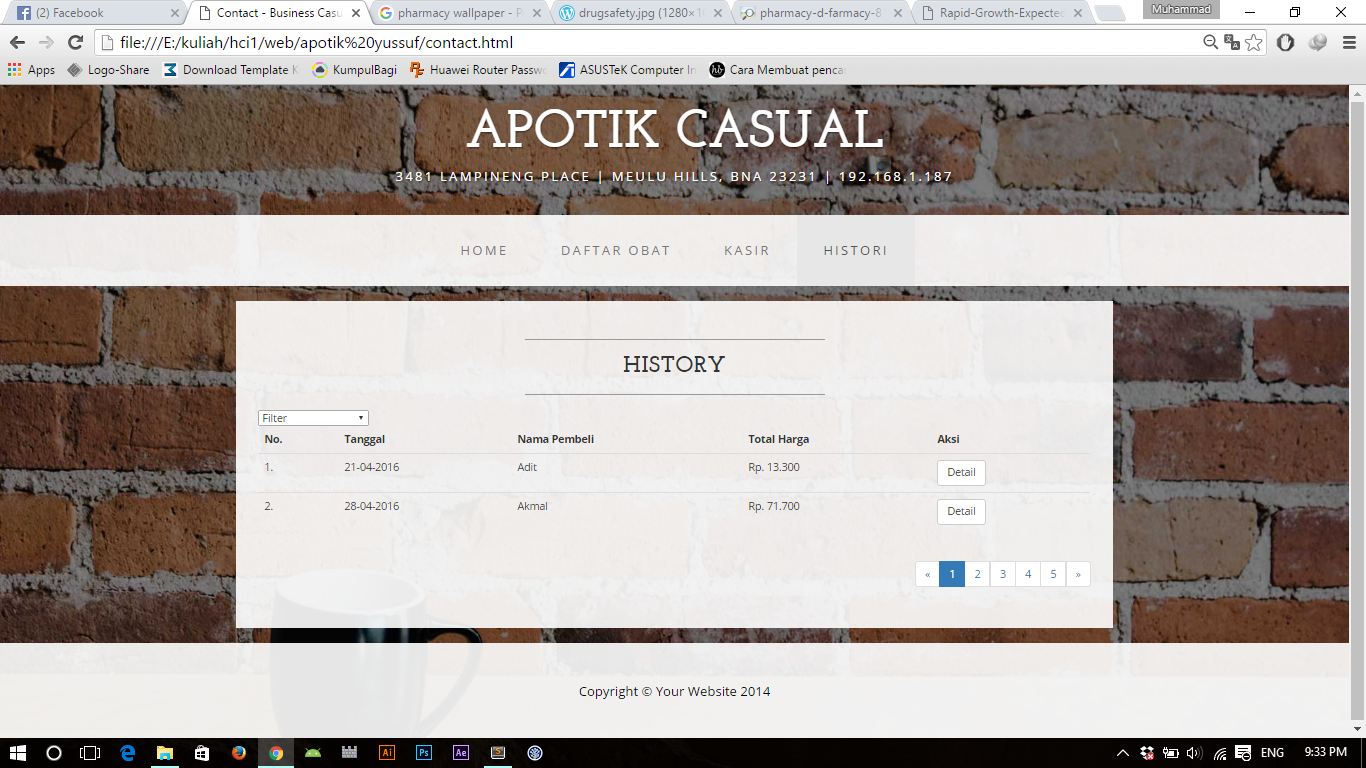 (2) Facebook
Contact - Business Casu
pharmacy wallpaper - P
drugsafety.jpg (1280×1
pharmacy-d-farmacy-8
Rapid-Growth-Expected
Muhammad
file:///E:/kuliah/hci1/web/apotik%20yussuf/contact.html
Apps
Logo-Share
Download Template K
KumpulBagi
Huawei Router Passwo
ASUSTeK Computer In
Cara Membuat penca
APOTIK CASUAL
3481 LAMPINENG PLACE | MEULU HILLS, BNA 23231 | 192.168.1.187
HOME DAFTAR OBAT KASIR HISTORI
HISTORY
Filter
No. Tanggal Nama Pembeli Total Harga Aksi
1. 21-04-2016 Adit Rp. 13.300 Detail
2. 28-04-2016 Akmal Rp. 71.700 Detail
« 1 2 3 4 5 »
Copyright © Your Website 2014
Ai Ps Ae ENG 9:33 PM